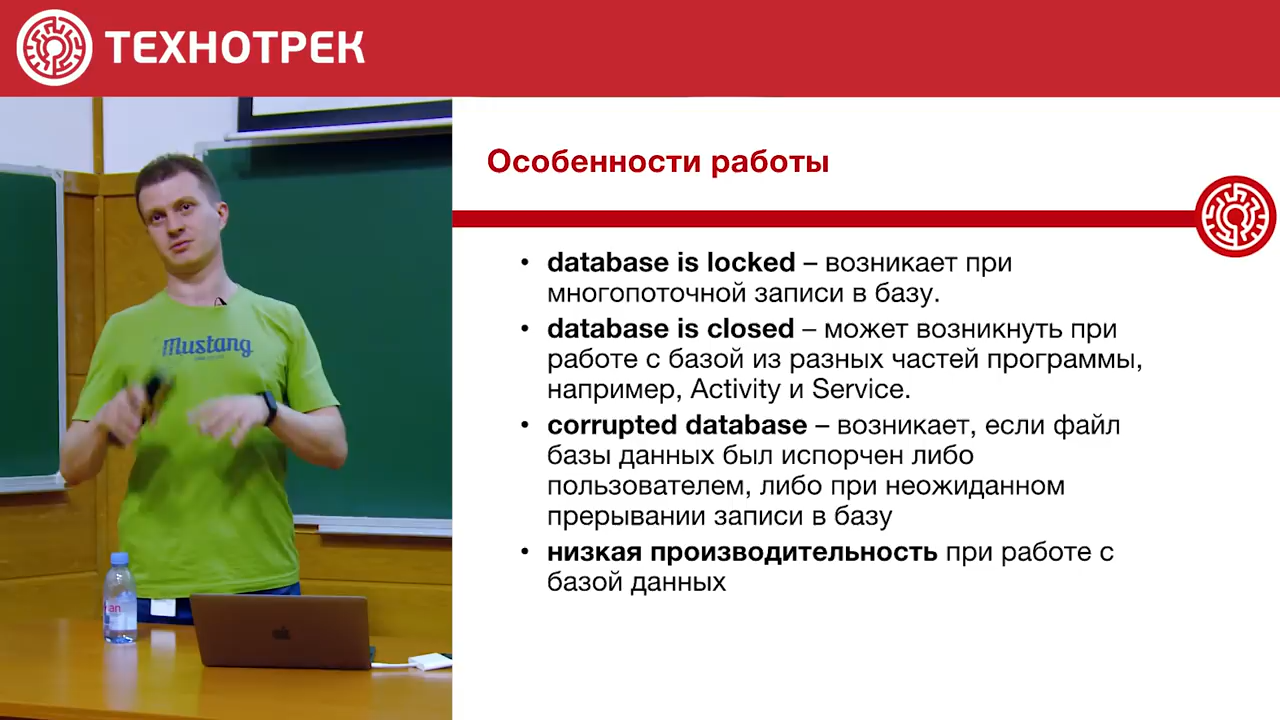 ТЕХНОТРЕК
Mustang
Особенности работы
• database is locked – возникает при
многопоточной записи в базу.
• database is closed – может возникнуть при
работе с базой из разных частей программы,
например, Activity и Service.
• corrupted database – возникает, если файл
базы данных был испорчен либо
пользователем, либо при неожиданном
прерывании записи в базу
• низкая производительность при работе с
базой данных